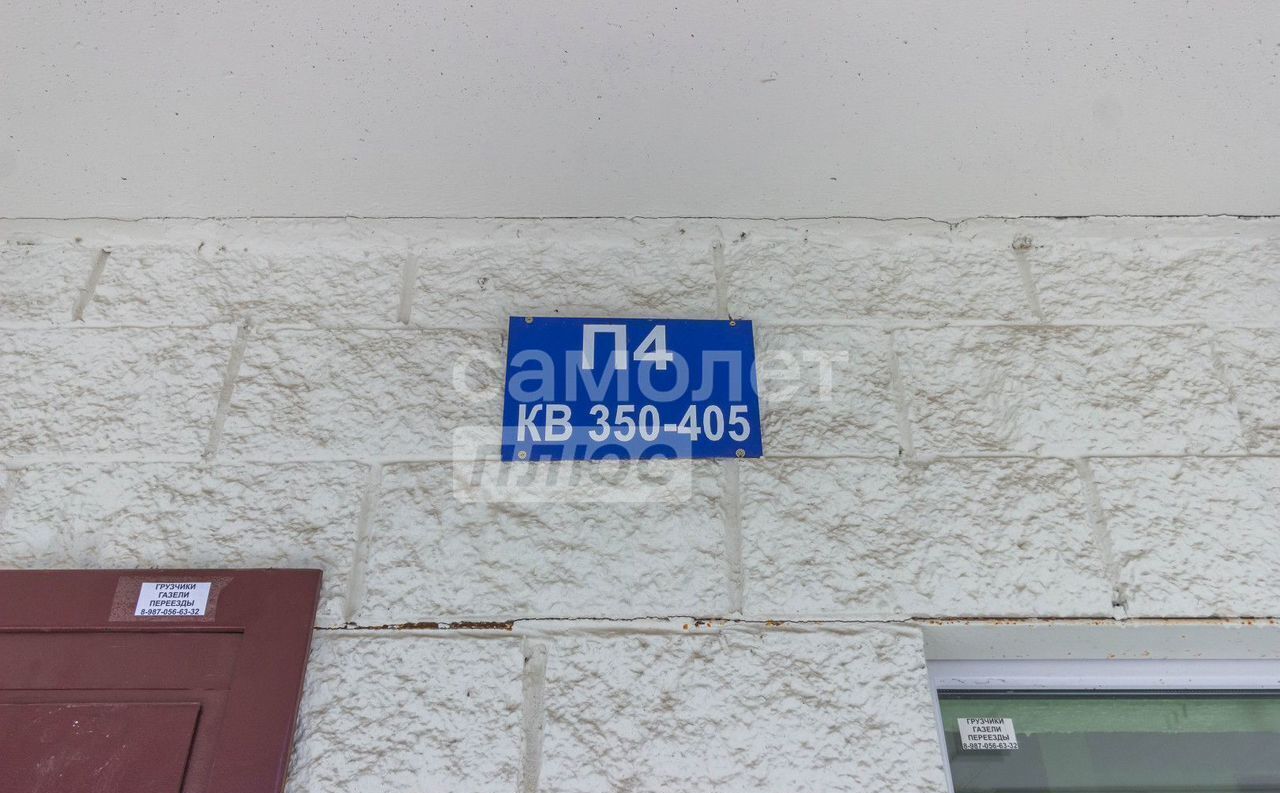 П4
самолет
КВ 350-405
ПЛЮС
ГРУЗЧИКИ
ГАЗЕЛИ
ПЕРЕЕЗДЫ
8-987-056-63-32
ГРУЗЧИКИ
ГАЗЕЛИ
ПЕРЕЕЗДЫ
8-987-056-63-32